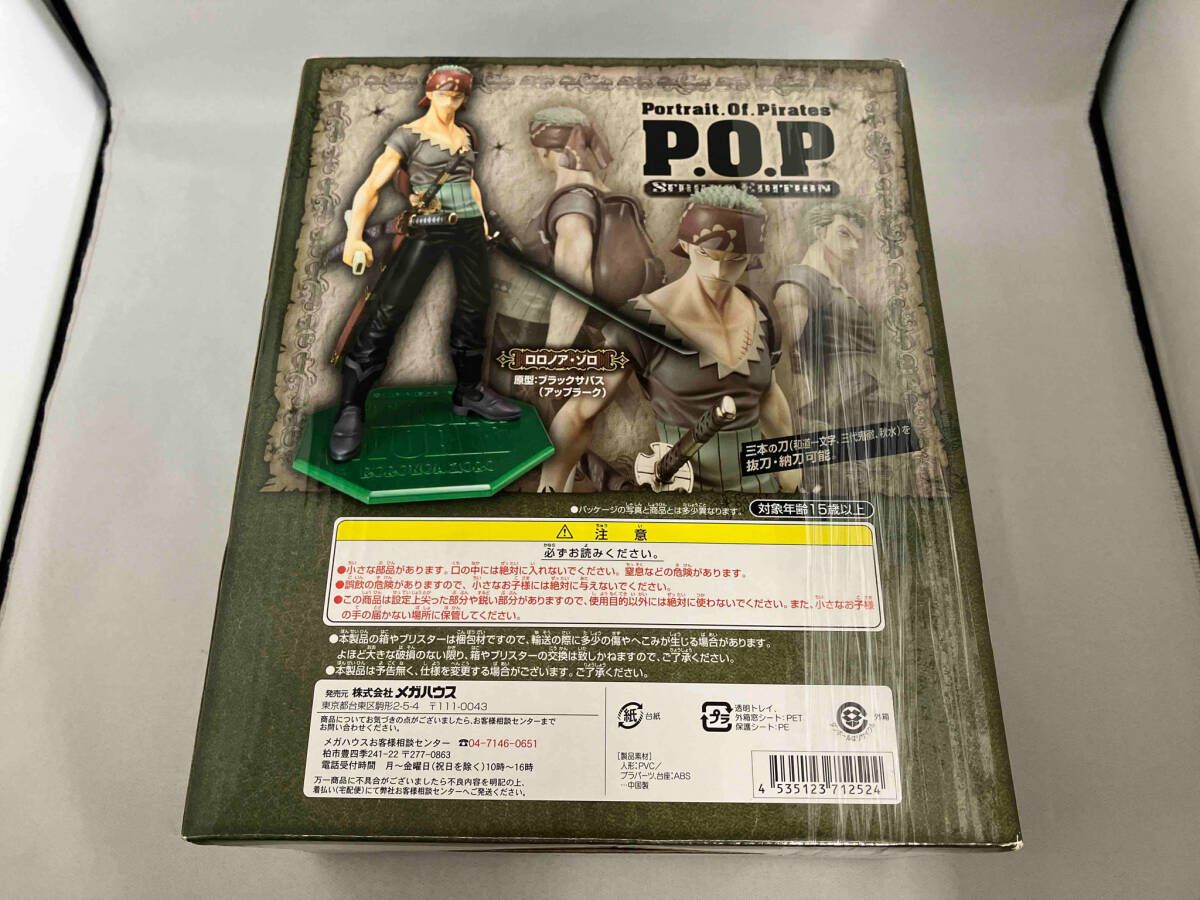 Portrait.Of.Pirates
P.O.P
EDITION
ロロノア・ゾロ
原型:ブラックサバス
(アップラーク)
RORONOA ZORO
三本の刀(和道一文字、三代鬼徹、秋水)を
抜刀・納刀可能。
●パッケージの写真と商品とは多少異なります。
対象年齢15歳以上
注意
必ずお読みください。
●小さな部品があります。口の中には絶対に入れないでください。窒息などの危険があります。
●誤飲の危険がありますので、小さなお子様には絶対に与えないでください。
●この商品は設定上尖った部分や鋭い部分がありますので、使用目的以外には絶対に使わないでください。また、小さなお子様
の手の届かない場所に保管してください。
●本製品の箱やブリスターは梱包材ですので、輸送の際に多少の傷やへこみが生じる場合があります。
よほど大きな破損のない限り、箱やブリスターの交換は致しかねますので、ご了承ください。
●本製品は予告無く、仕様を変更する場合がございます。ご了承ください。
発売元 株式会社メガハウス
東京都台東区駒形2-5-4 〒111-0043
商品についてお気づきの点がございましたら、お客様相談センターまで
お問い合わせください。
メガハウスお客様相談センター ☎04-7146-0651
柏市豊四季241-22 〒277-0863
電話受付時間 月〜金曜日(祝日を除く)10時〜16時
万一商品に不具合がございましたら不良内容を明記の上、
着払い(宅配便)にて弊社お客様相談センターへご発送ください。
紙
台紙
プラ
透明トレイ、
外箱窓シート:PET
保護シート:PE
外箱
ダンボールはリサイクル
[製品素材]
人形:PVC/
プラパーツ、台座:ABS
…中国製
4 535123 712524